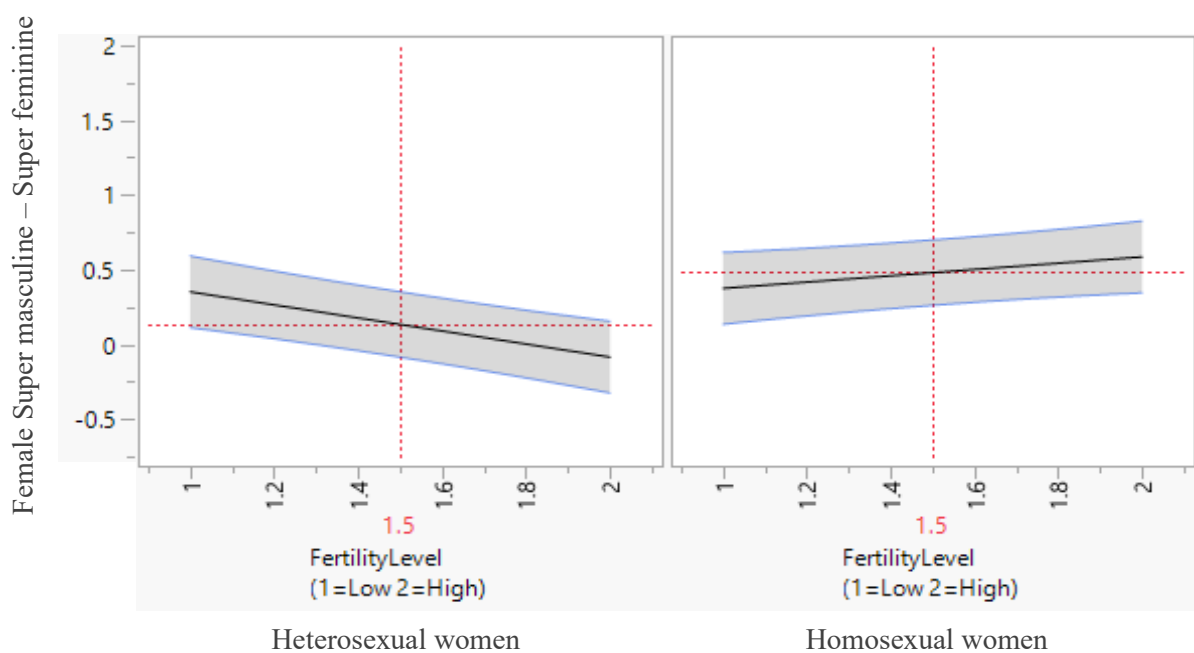 Female Super masculine – Super feminine
2
1.5
1
0.5
0
-0.5
1 1.2 1.4 1.6 1.8 2
1.5
FertilityLevel
(1=Low 2=High)
Heterosexual women
1 1.2 1.4 1.6 1.8 2
1.5
FertilityLevel
(1=Low 2=High)
Homosexual women